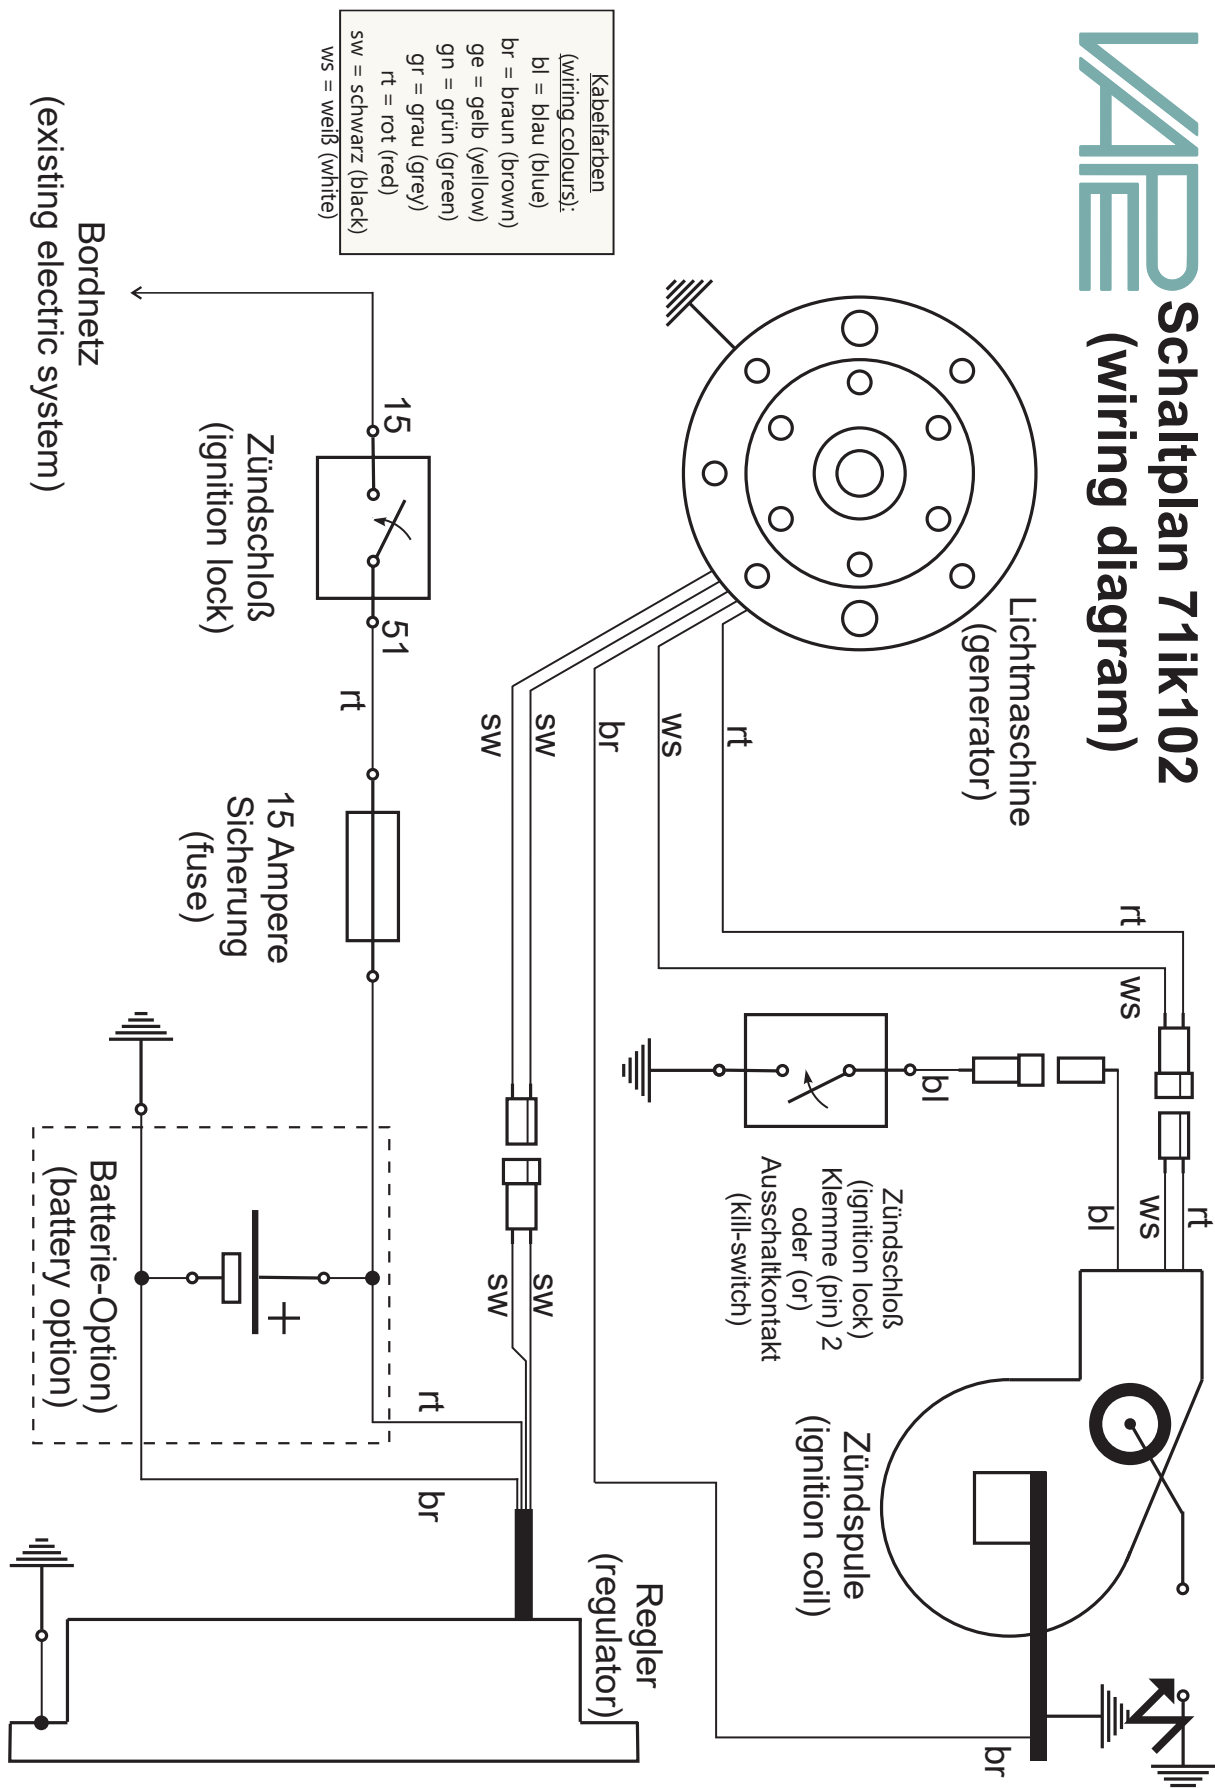 VAPE
Schaltplan 71ik102
(wiring diagram)
Kabelfarben
(wiring colours):
bl = blau (blue)
br = braun (brown)
ge = gelb (yellow)
gn = grün (green)
gr = grau (grey)
rt = rot (red)
sw = schwarz (black)
ws = weiß (white)
Lichtmaschine
(generator)
rt
ws
br
sw
sw
rt
ws
rt
ws
bl
bl
Zündschloß
(ignition lock)
Klemme (pin) 2
oder (or)
Ausschaltkontakt
(kill-switch)
Zündspule
(ignition coil)
br
sw
sw
Regler
(regulator)
Bordnetz
(existing electric system)
15
51
Zündschloß
(ignition lock)
rt
15 Ampere
Sicherung
(fuse)
+
Batterie-Option)
(battery option)
rt
br